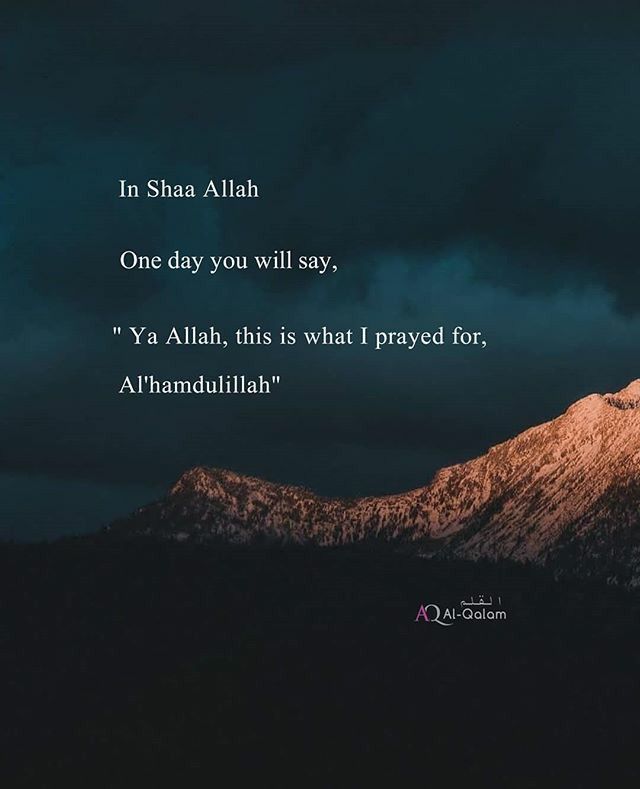 In Shaa Allah
One day you will say,
" Ya Allah, this is what I prayed for,
Al'hamdulillah"
القلم
AQ Al-Qalam